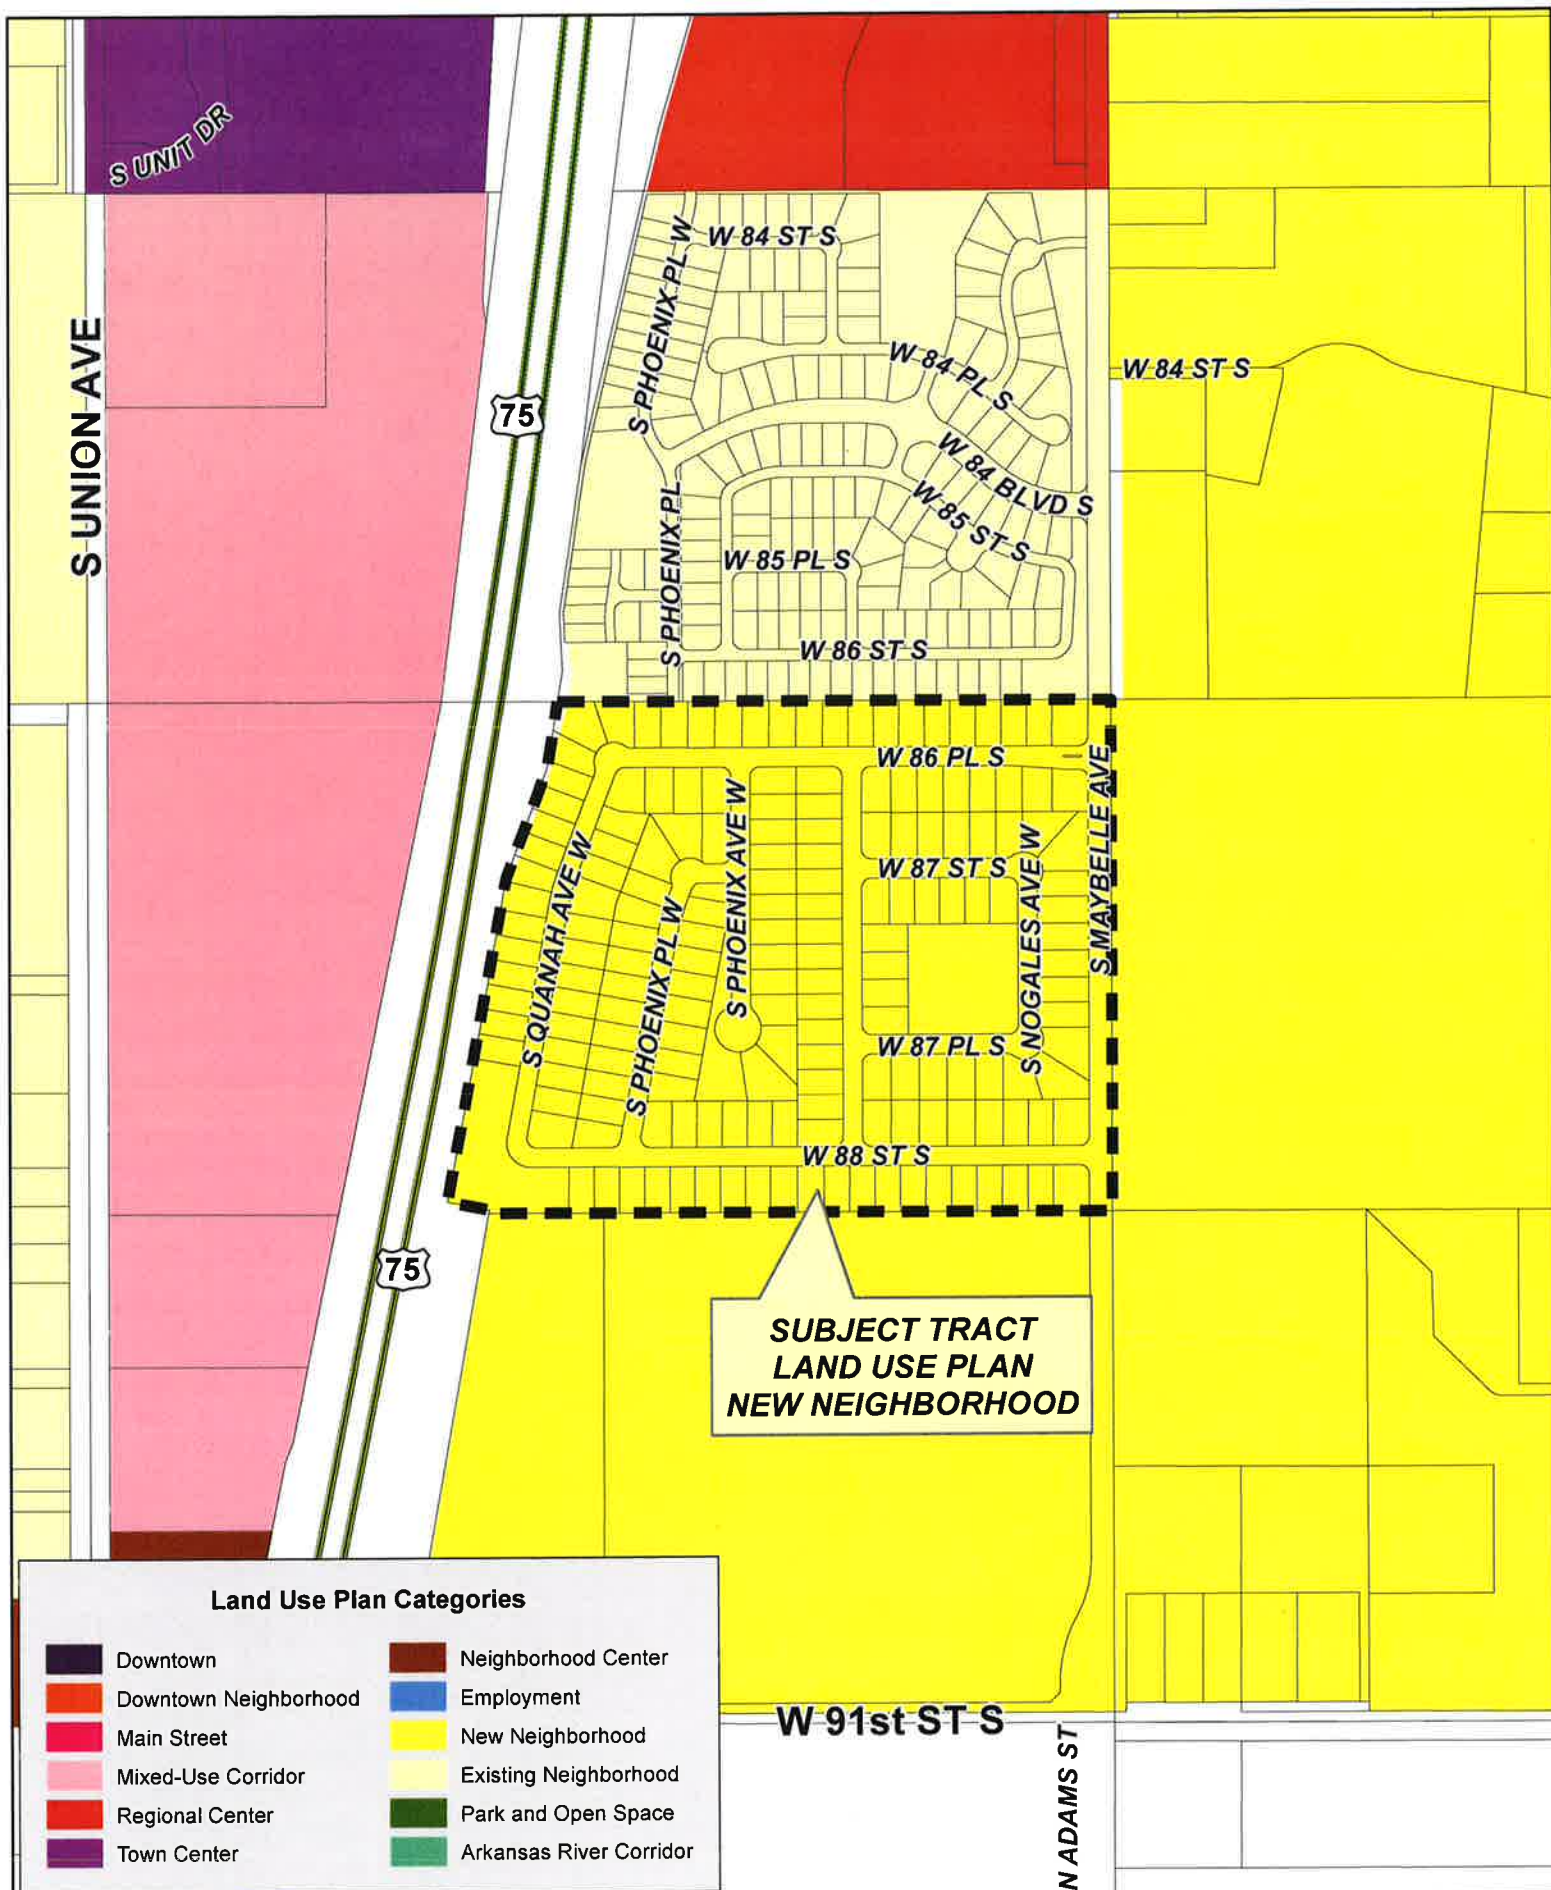 S UNIT DR
S UNION AVE
75
W 84 ST S
S PHOENIX PL W
W 84 PL S
W 84 ST S
W 84 BLVD S
W 85 ST S
S PHOENIX PL
W 85 PL S
W 86 ST S
W 86 PL S
S MAYBELLE AVE
S PHOENIX AVE W
W 87 ST S
S NOGALES AVE W
S QUANAH AVE W
S PHOENIX PL W
W 87 PL S
W 88 ST S
75
SUBJECT TRACT
LAND USE PLAN
NEW NEIGHBORHOOD
Land Use Plan Categories
Downtown
Downtown Neighborhood
Main Street
Mixed-Use Corridor
Regional Center
Town Center
Neighborhood Center
Employment
New Neighborhood
Existing Neighborhood
Park and Open Space
Arkansas River Corridor
W 91st ST S
N ADAMS ST